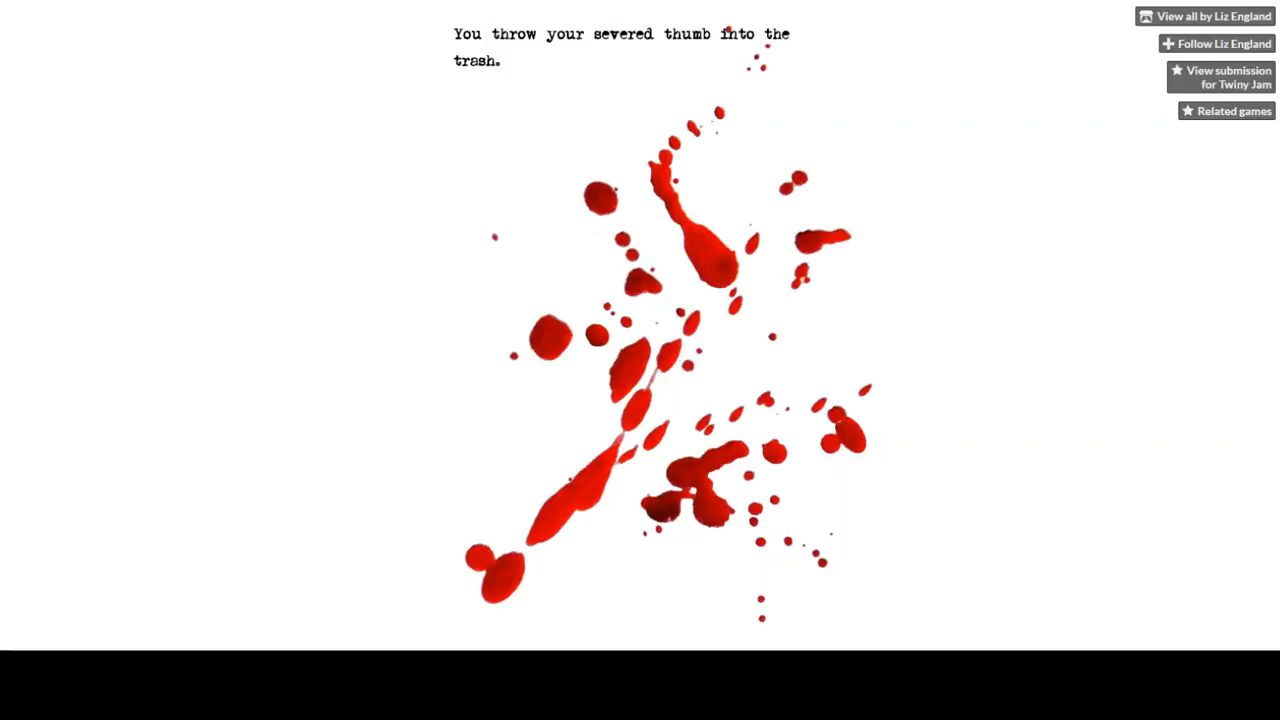 You throw your severed thumb into the
trash.
View all by Liz England
Follow Liz England
View submission
for Twiny Jam
Related games